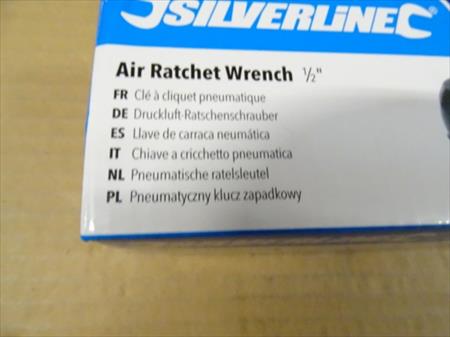 SILVERLINE
Air Ratchet Wrench ½"
FR Clé à cliquet pneumatique
DE Druckluft-Ratschenschrauber
ES Llave de carraca neumática
IT Chiave a cricchetto pneumatica
NL Pneumatische ratelsleutel
PL Pneumatyczny klucz zapadkowy